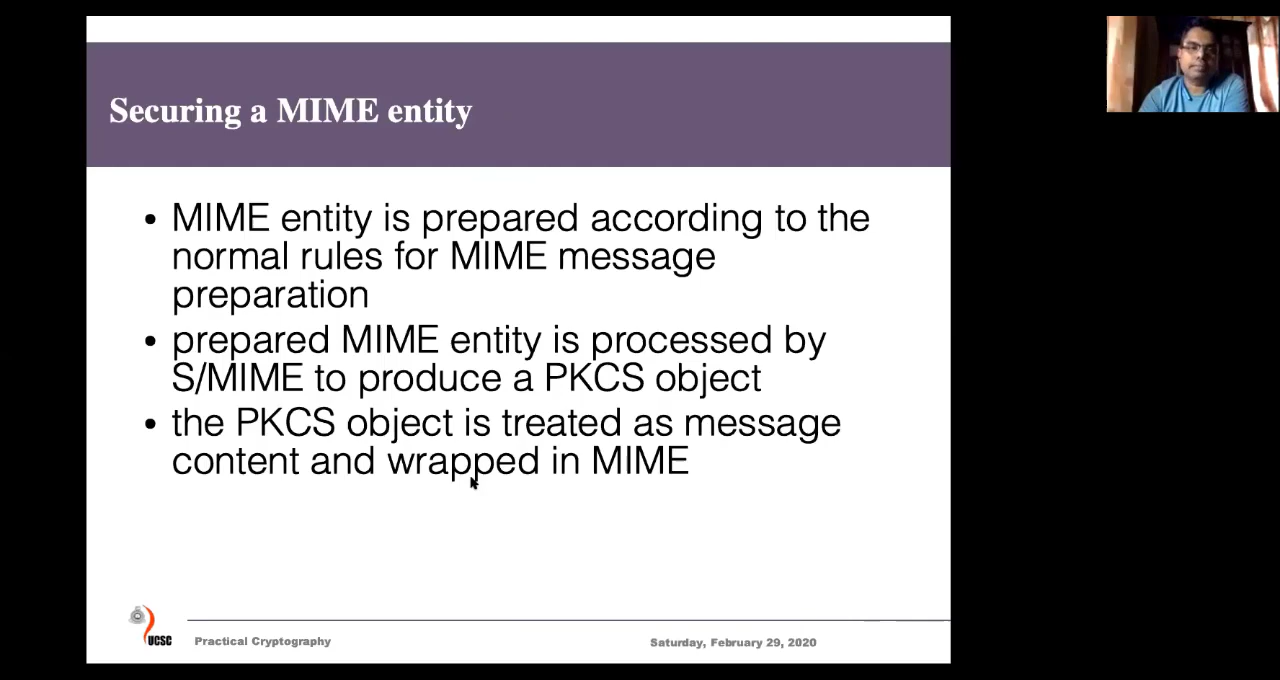 Securing a MIME entity
• MIME entity is prepared according to the
normal rules for MIME message
preparation
• prepared MIME entity is processed by
S/MIME to produce a PKCS object
• the PKCS object is treated as message
content and wrapped in MIME
UCSC
Practical Cryptography
Saturday, February 29, 2020